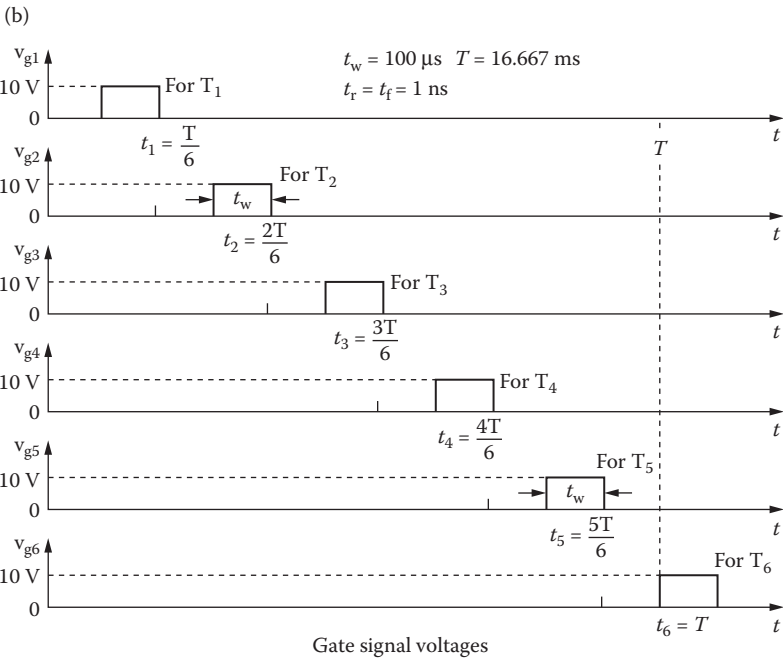 (b)
v_g1
t_w = 100 μs T = 16.667 ms
10 V
For T_1
t_r = t_f = 1 ns
0
t_1 = T/6
t
T
v_g2
For T_2
10 V
t_w
0
t_2 = 2T/6
t
v_g3
10 V
For T_3
0
t_3 = 3T/6
t
v_g4
10 V
For T_4
0
t_4 = 4T/6
t
v_g5
For T_5
10 V
t_w
0
t_5 = 5T/6
t
v_g6
For T_6
10 V
0
t_6 = T
t
Gate signal voltages